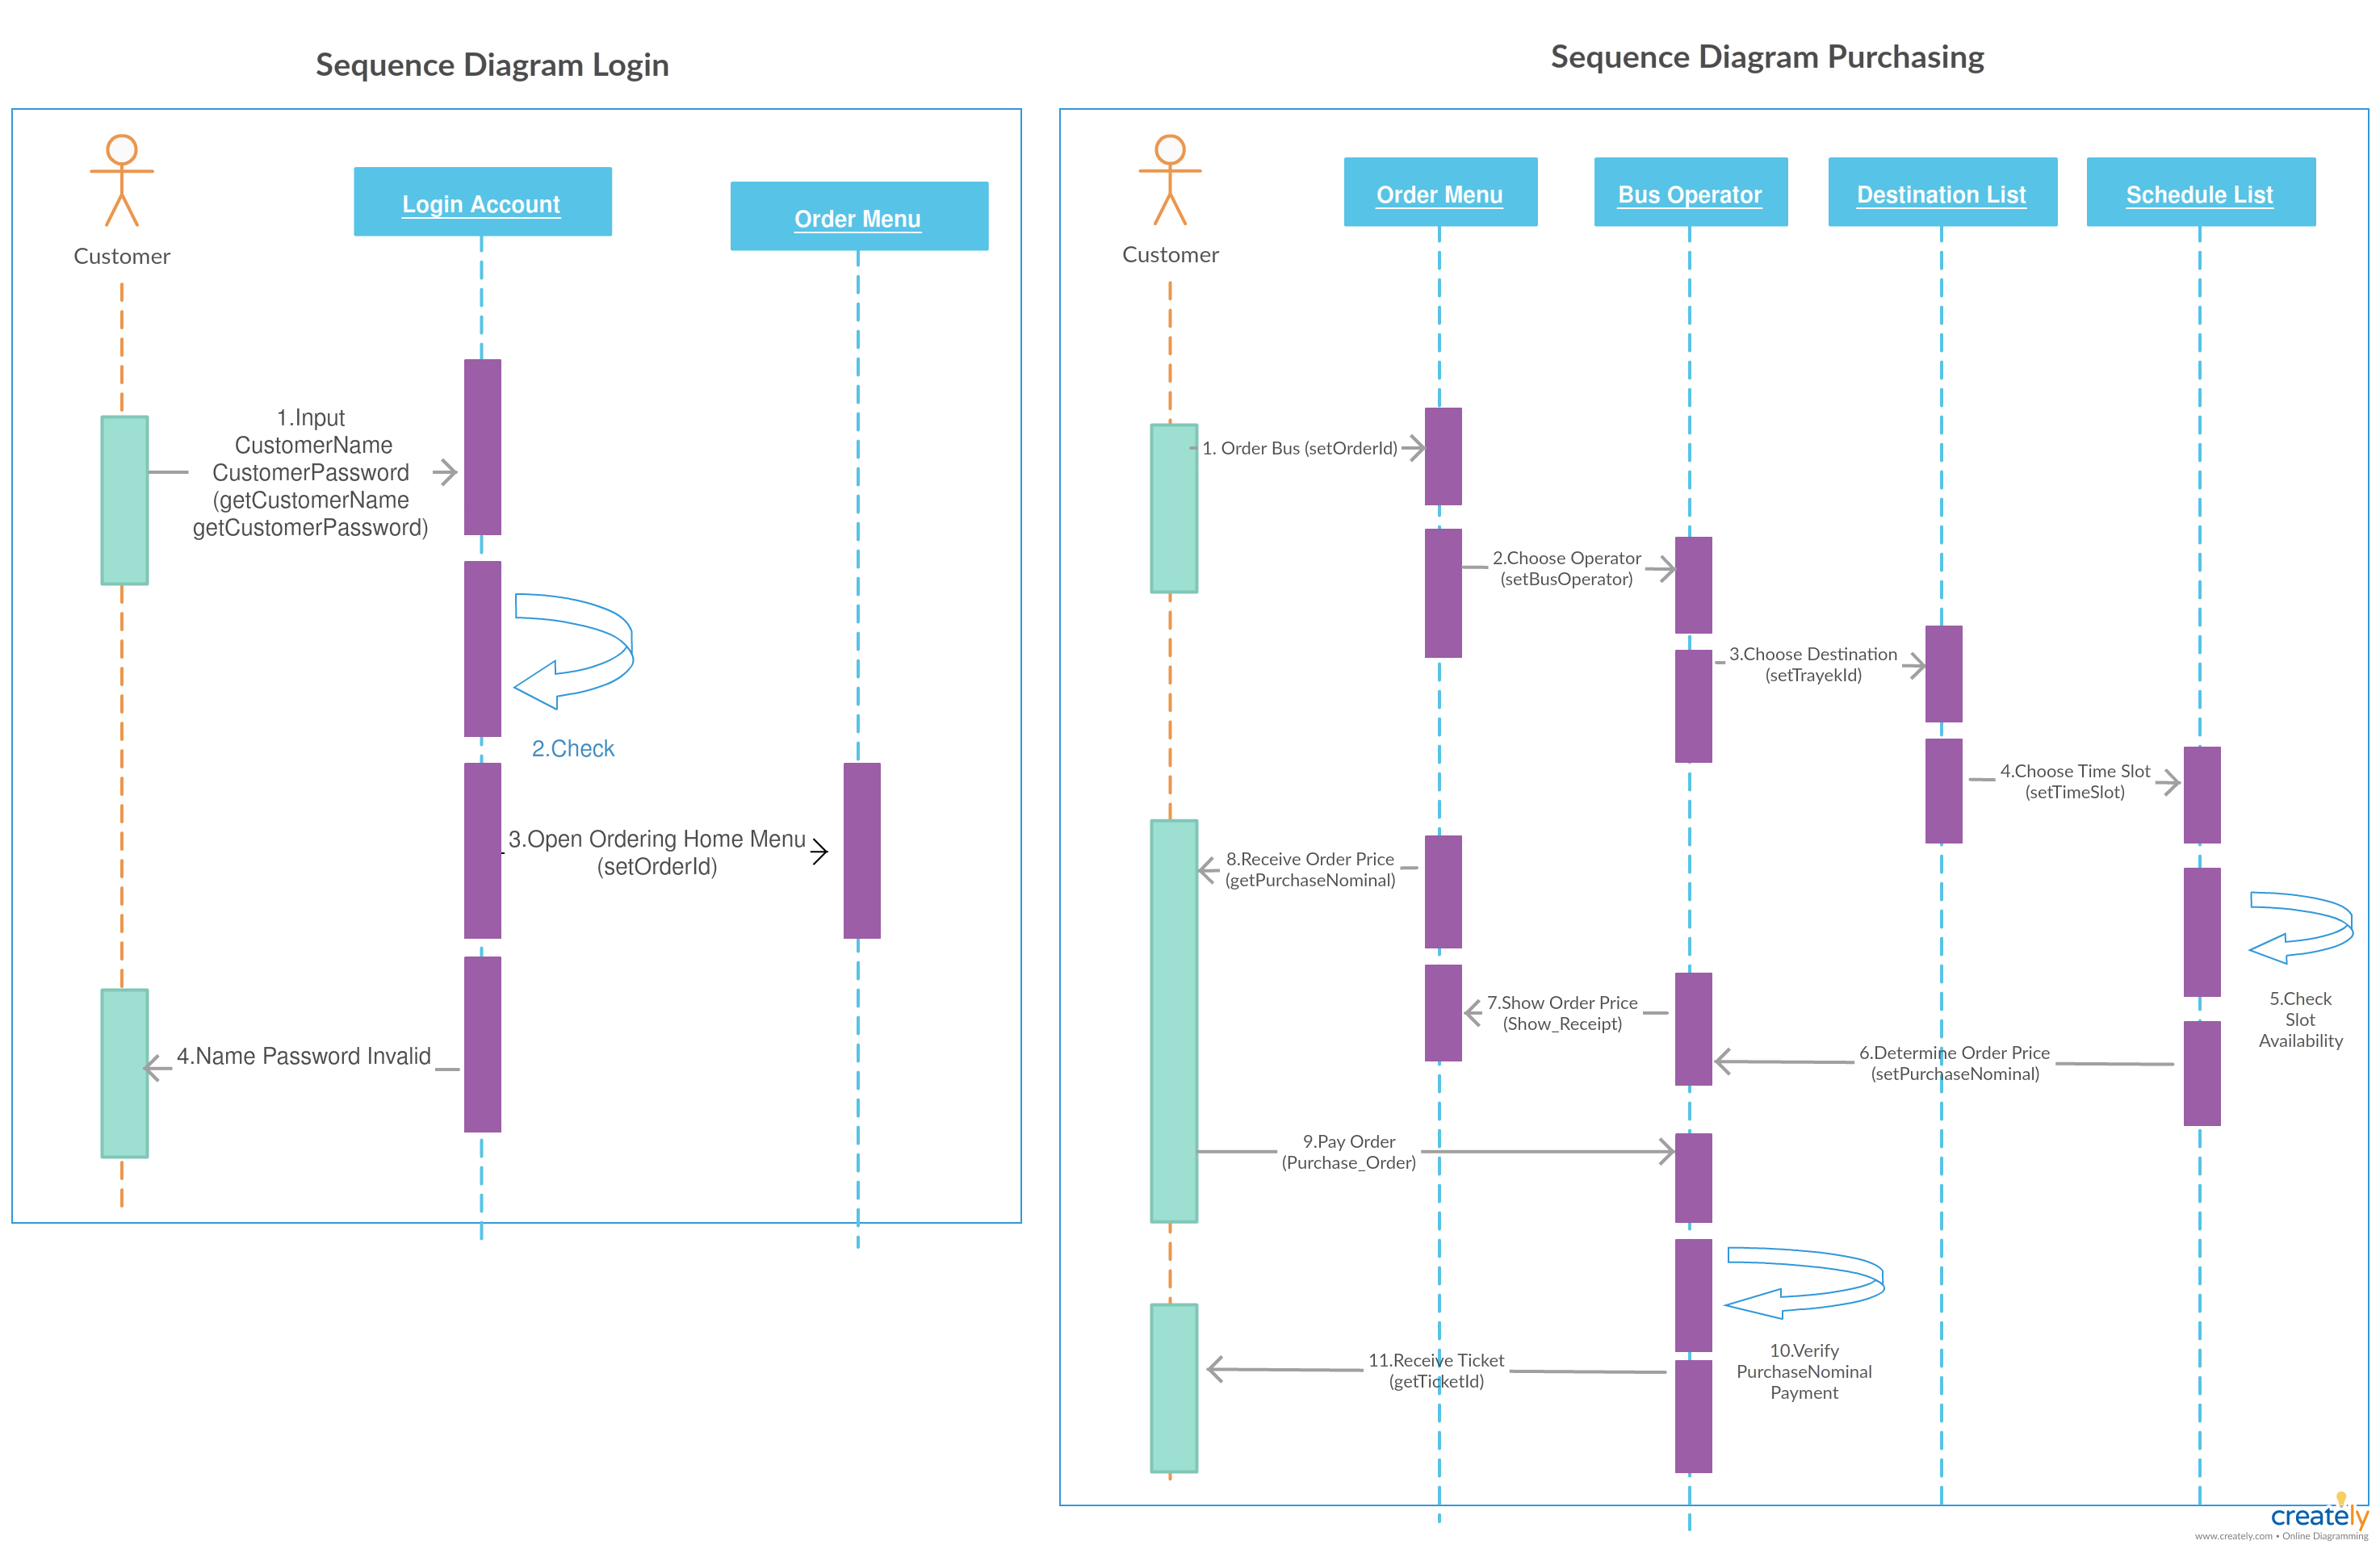 Sequence Diagram Login
Customer
Login Account
Order Menu
1.Input
CustomerName
CustomerPassword
(getCustomerName
getCustomerPassword)
2.Check
3.Open Ordering Home Menu
(setOrderId)
4.Name Password Invalid
Sequence Diagram Purchasing
Customer
Order Menu
Bus Operator
Destination List
Schedule List
1. Order Bus (setOrderId)
2.Choose Operator
(setBusOperator)
3.Choose Destination
(setTrayekId)
4.Choose Time Slot
(setTimeSlot)
8.Receive Order Price
(getPurchaseNominal)
7.Show Order Price
(Show_Receipt)
5.Check
Slot
Availability
6.Determine Order Price
(setPurchaseNominal)
9.Pay Order
(Purchase_Order)
10.Verify
PurchaseNominal
Payment
11.Receive Ticket
(getTicketId)
creately
www.creately.com • Online Diagramming